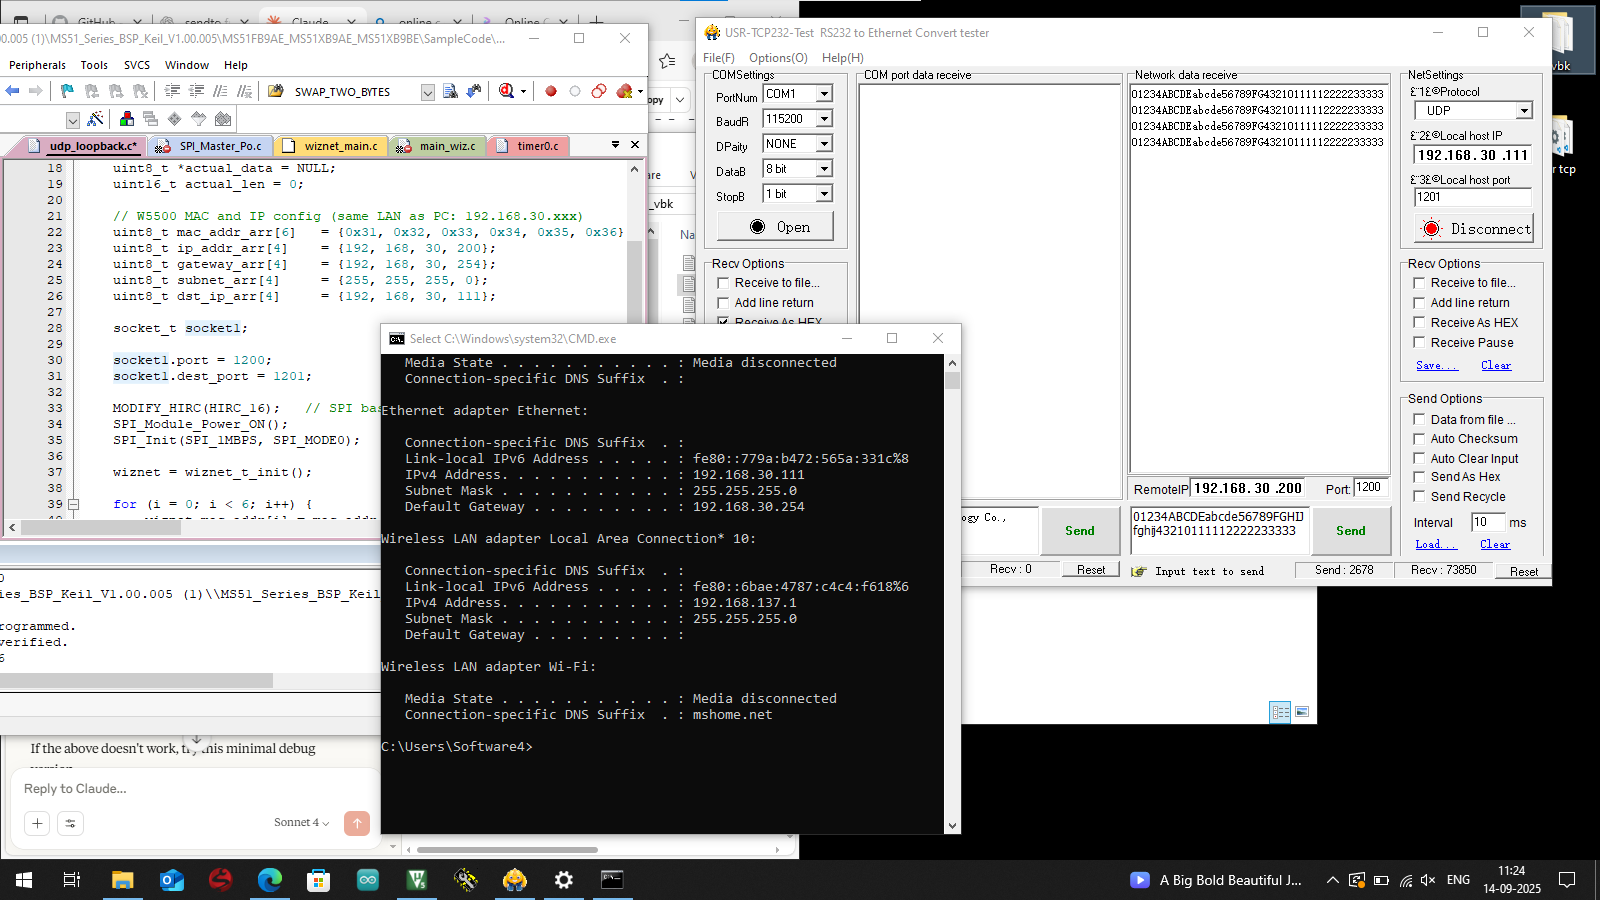 00.005 (1)\MS51_Series_BSP_Keil_V1.00.005\MS51FB9AE_MS51XB9AE_MS51XB9BE\SampleCode\...
Peripherals Tools SVCS Window Help
SWAP_TWO_BYTES
udp_loopback.c* SPI_Master_Po.c wiznet_main.c main_wiz.c timer0.c
18 uint8_t *actual_data = NULL;
19 uint16_t actual_len = 0;
20
21 // W5500 MAC and IP config (same LAN as PC: 192.168.30.xxx)
22 uint8_t mac_addr_arr[6] = {0x31, 0x32, 0x33, 0x34, 0x35, 0x36}
23 uint8_t ip_addr_arr[4] = {192, 168, 30, 200};
24 uint8_t gateway_arr[4] = {192, 168, 30, 254};
25 uint8_t subnet_arr[4] = {255, 255, 255, 0};
26 uint8_t dst_ip_arr[4] = {192, 168, 30, 111};
27
28 socket_t socket1;
29
30 socket1.port = 1200;
31 socket1.dest_port = 1201;
32
33 MODIFY_HIRC(HIRC_16); // SPI bas
34 SPI_Module_Power_ON();
35 SPI_Init(SPI_1MBPS, SPI_MODE0);
36
37 wiznet = wiznet_t_init();
38
39 for (i = 0; i < 6; i++) {
ies_BSP_Keil_V1.00.005 (1)\\MS51_Series_BSP_Keil
rogrammed.
verified.
6
If the above doesn't work, try this minimal debug
Reply to Claude...
Sonnet 4
Select C:\Windows\system32\CMD.exe
Media State . . . . . . . . . . . : Media disconnected
Connection-specific DNS Suffix . :
Ethernet adapter Ethernet:
Connection-specific DNS Suffix . :
Link-local IPv6 Address . . . . . : fe80::779a:b472:565a:331c%8
IPv4 Address. . . . . . . . . . . : 192.168.30.111
Subnet Mask . . . . . . . . . . . : 255.255.255.0
Default Gateway . . . . . . . . . : 192.168.30.254
Wireless LAN adapter Local Area Connection* 10:
Connection-specific DNS Suffix . :
Link-local IPv6 Address . . . . . : fe80::6bae:4787:c4c4:f618%6
IPv4 Address. . . . . . . . . . . : 192.168.137.1
Subnet Mask . . . . . . . . . . . : 255.255.255.0
Default Gateway . . . . . . . . . :
Wireless LAN adapter Wi-Fi:
Media State . . . . . . . . . . . : Media disconnected
Connection-specific DNS Suffix . : mshome.net
C:\Users\Software4>
USR-TCP232-Test RS232 to Ethernet Convert tester
File(F) Options(O) Help(H)
COMSettings
PortNum COM1
BaudR 115200
DPaity NONE
DataB 8 bit
StopB 1 bit
Open
Recv Options
Receive to file...
Add line return
Receive As HEX
COM port data receive
Network data receive
01234ABCDEabcde56789FG43210111112222233333
01234ABCDEabcde56789FG43210111112222233333
01234ABCDEabcde56789FG43210111112222233333
01234ABCDEabcde56789FG43210111112222233333
RemoteIP 192.168.30.200 Port: 1200
ogy Co.,
Send
01234ABCDEabcde56789FGHIJ
fghij43210111112222233333
Send
Recv : 0 Reset
Input text to send Send : 2678 Recv : 73850 Reset
NetSettings
£¨1£©Protocol
UDP
£¨2£©Local host IP
192.168.30.111
£¨3£©Local host port
1201
Disconnect
Recv Options
Receive to file...
Add line return
Receive As HEX
Receive Pause
Save... Clear
Send Options
Data from file ...
Auto Checksum
Auto Clear Input
Send As Hex
Send Recycle
Interval 10 ms
Load... Clear
vbk
r tcp
_vbk
Na
A Big Bold Beautiful J...
ENG
11:24
14-09-2025